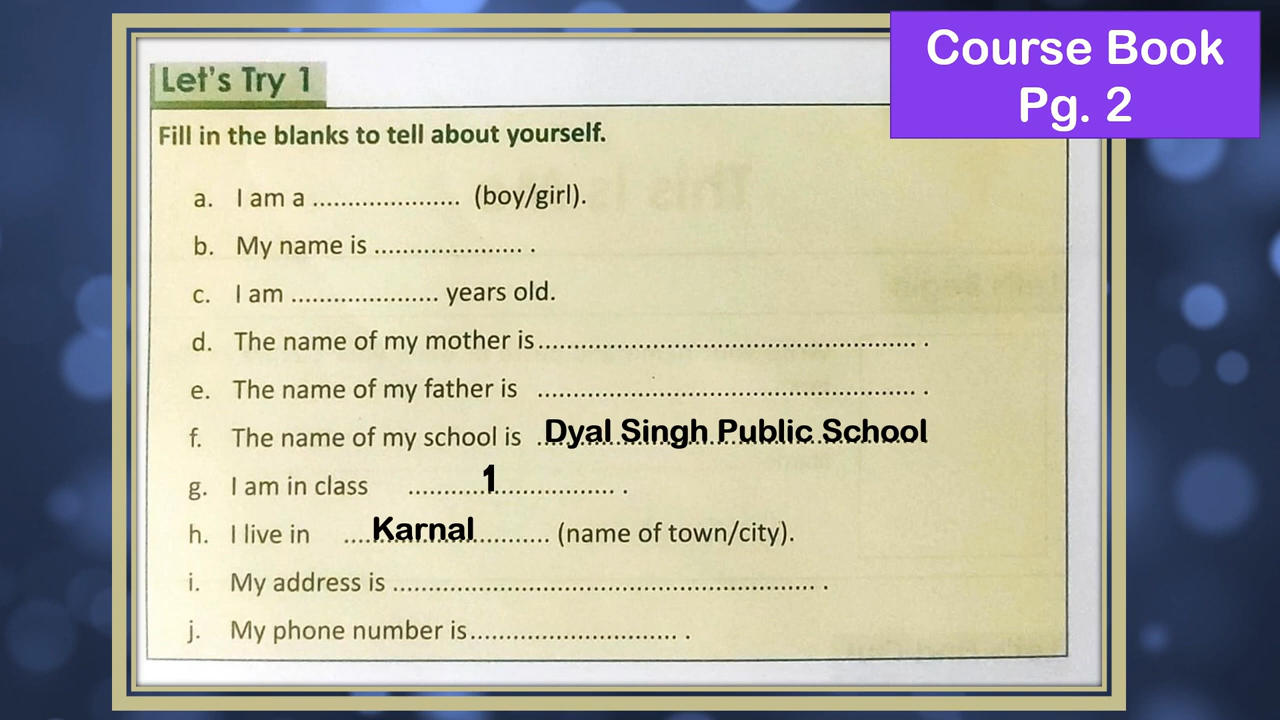 Course Book
Pg. 2
Let's Try 1
Fill in the blanks to tell about yourself.
a. I am a ..................... (boy/girl).
b. My name is ..................... .
c. I am ..................... years old.
d. The name of my mother is...................................................... .
e. The name of my father is ...................................................... .
f. The name of my school is Dyal Singh Public School
g. I am in class ..........1................. .
h. I live in ....Karnal........... (name of town/city).
i. My address is ............................................................ .
j. My phone number is.............................. .